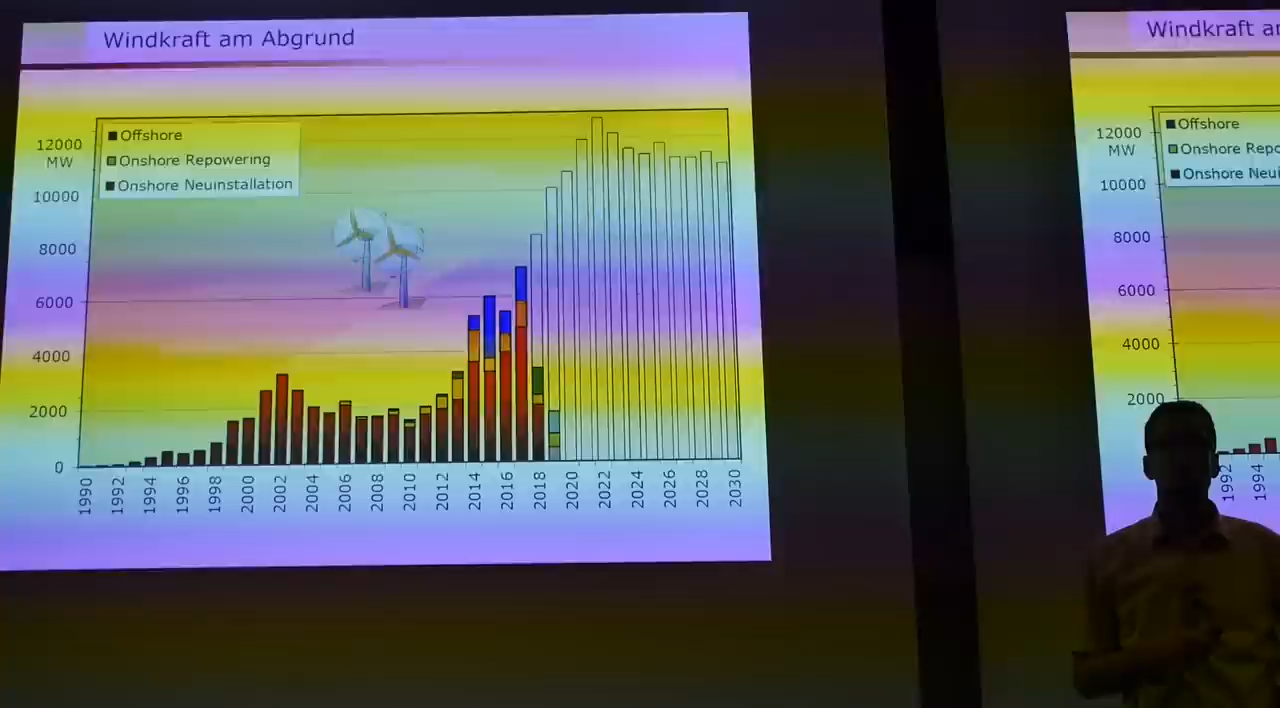 Windkraft am Abgrund
12000
MW
10000
8000
6000
4000
2000
0
Offshore
Onshore Repowering
Onshore Neuinstallation
1990 1992 1994 1996 1998 2000 2002 2004 2006 2008 2010 2012 2014 2016 2018 2020 2022 2024 2026 2028 2030
Windkraft a
12000
MW
10000
8000
6000
4000
2000
Offshore
Onshore Repo
Onshore Neui
1992 1994